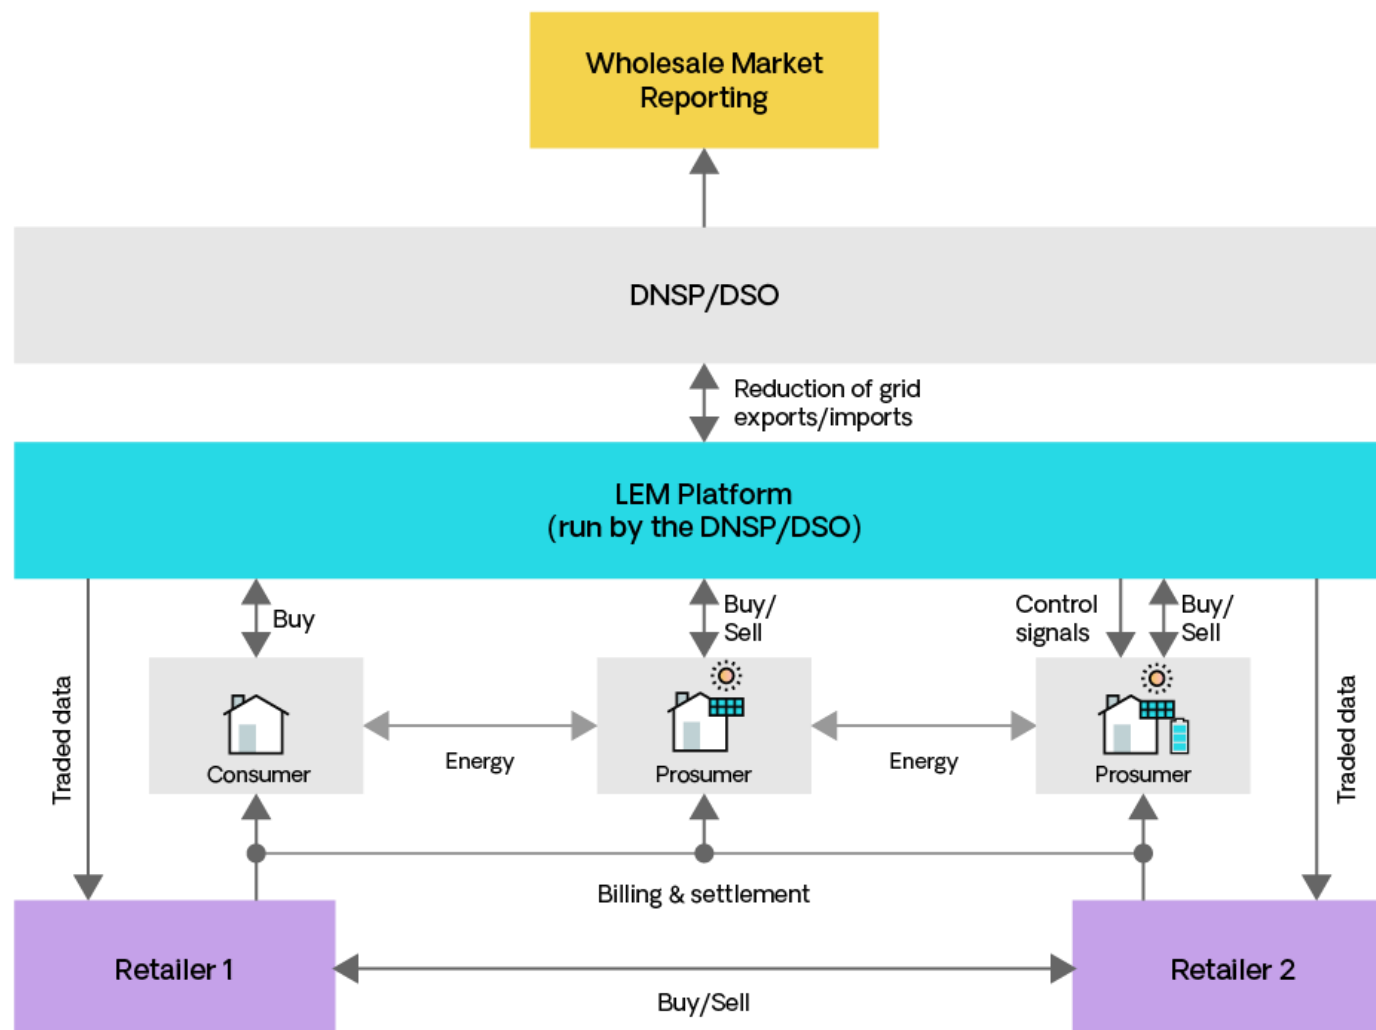 Wholesale Market
Reporting
DNSP/DSO
Reduction of grid
exports/imports
LEM Platform
(run by the DNSP/DSO)
Buy
Buy/
Sell
Control
signals
Buy/
Sell
Traded data
Consumer
Energy
Prosumer
Energy
Prosumer
Traded data
Billing & settlement
Retailer 1
Buy/Sell
Retailer 2